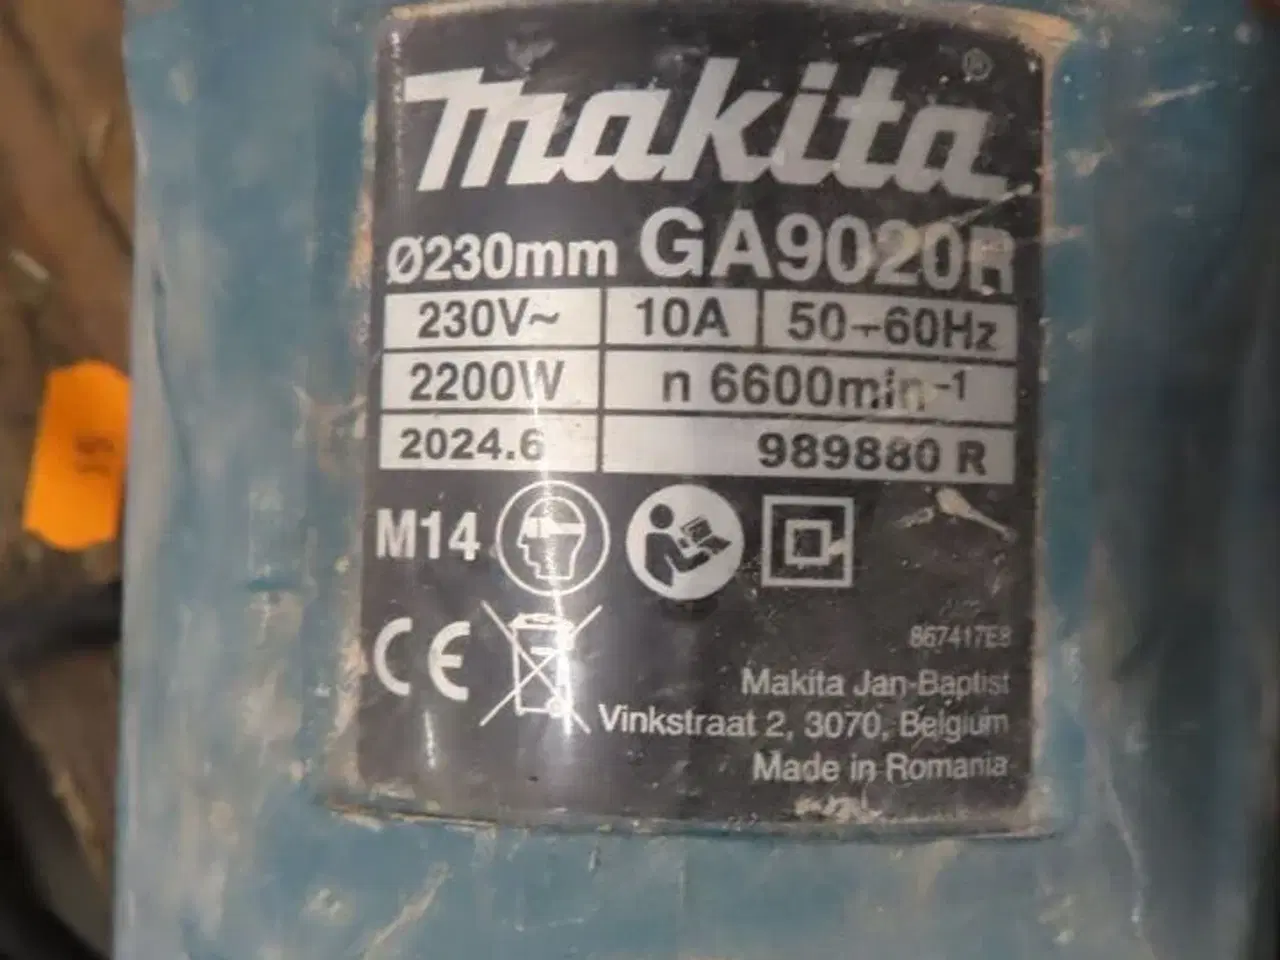 makita®
Ø230mm GA9020R
230V~ 10A 50-60Hz
2200W n 6600min⁻¹
2024.6 989880 R
M14
CE
867417E8
Makita Jan-Baptist
Vinkstraat 2, 3070, Belgium
Made in Romania